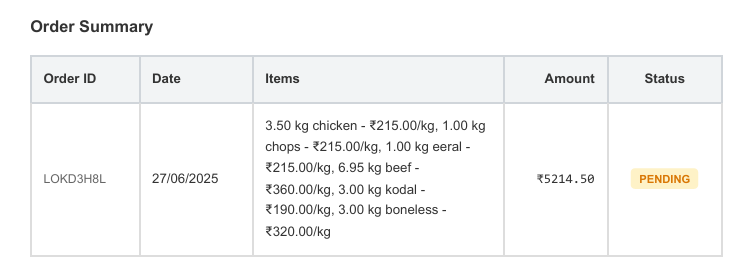 Order Summary
Order ID Date Items Amount Status
3.50 kg chicken - ₹215.00/kg, 1.00 kg
chops - ₹215.00/kg, 1.00 kg eeral -
₹215.00/kg, 6.95 kg beef -
LOKD3H8L 27/06/2025 ₹5214.50 PENDING
₹360.00/kg, 3.00 kg kodal -
₹190.00/kg, 3.00 kg boneless -
₹320.00/kg